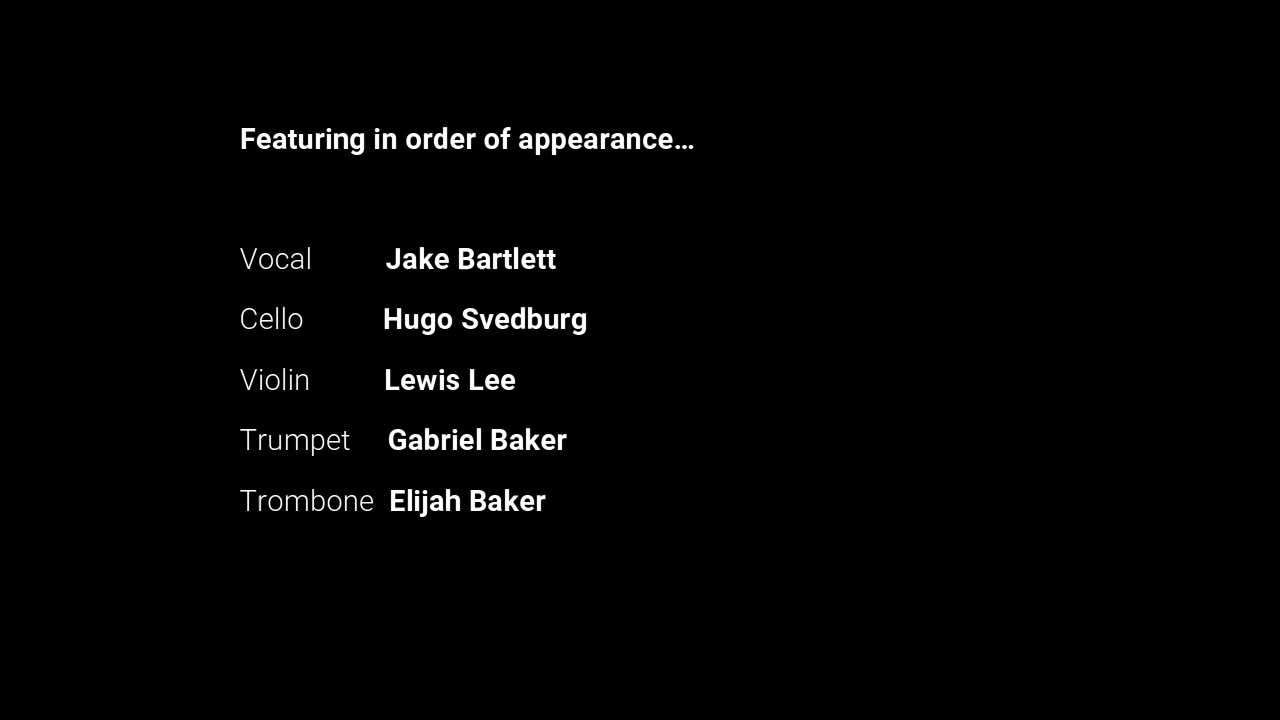 Featuring in order of appearance…
Vocal Jake Bartlett
Cello Hugo Svedburg
Violin Lewis Lee
Trumpet Gabriel Baker
Trombone Elijah Baker